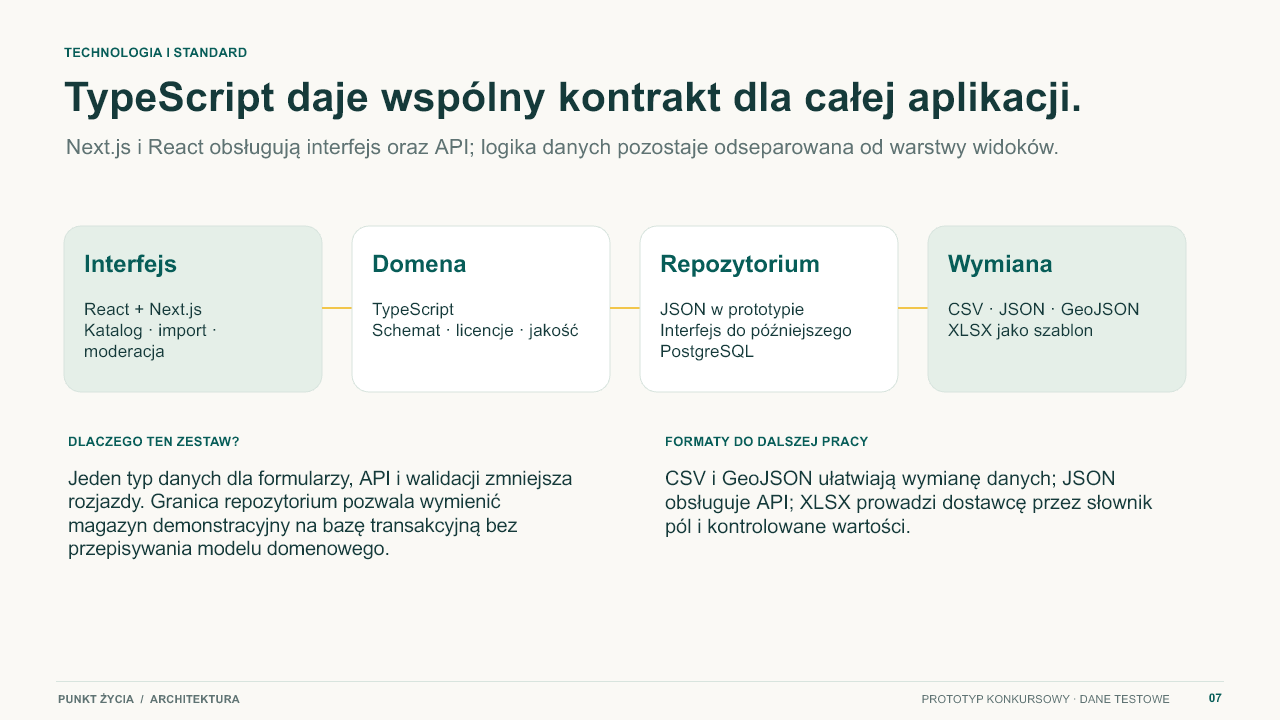 TECHNOLOGIA I STANDARD
TypeScript daje wspólny kontrakt dla całej aplikacji.
Next.js i React obsługują interfejs oraz API; logika danych pozostaje odseparowana od warstwy widoków.
Interfejs
React + Next.js
Katalog · import ·
moderacja
Domena
TypeScript
Schemat · licencje · jakość
Repozytorium
JSON w prototypie
Interfejs do późniejszego
PostgreSQL
Wymiana
CSV · JSON · GeoJSON
XLSX jako szablon
DLACZEGO TEN ZESTAW?
Jeden typ danych dla formularzy, API i walidacji zmniejsza
rozjazdy. Granica repozytorium pozwala wymienić
magazyn demonstracyjny na bazę transakcyjną bez
przepisywania modelu domenowego.
FORMATY DO DALSZEJ PRACY
CSV i GeoJSON ułatwiają wymianę danych; JSON
obsługuje API; XLSX prowadzi dostawcę przez słownik
pól i kontrolowane wartości.
PUNKT ŻYCIA / ARCHITEKTURA
PROTOTYP KONKURSOWY · DANE TESTOWE
07